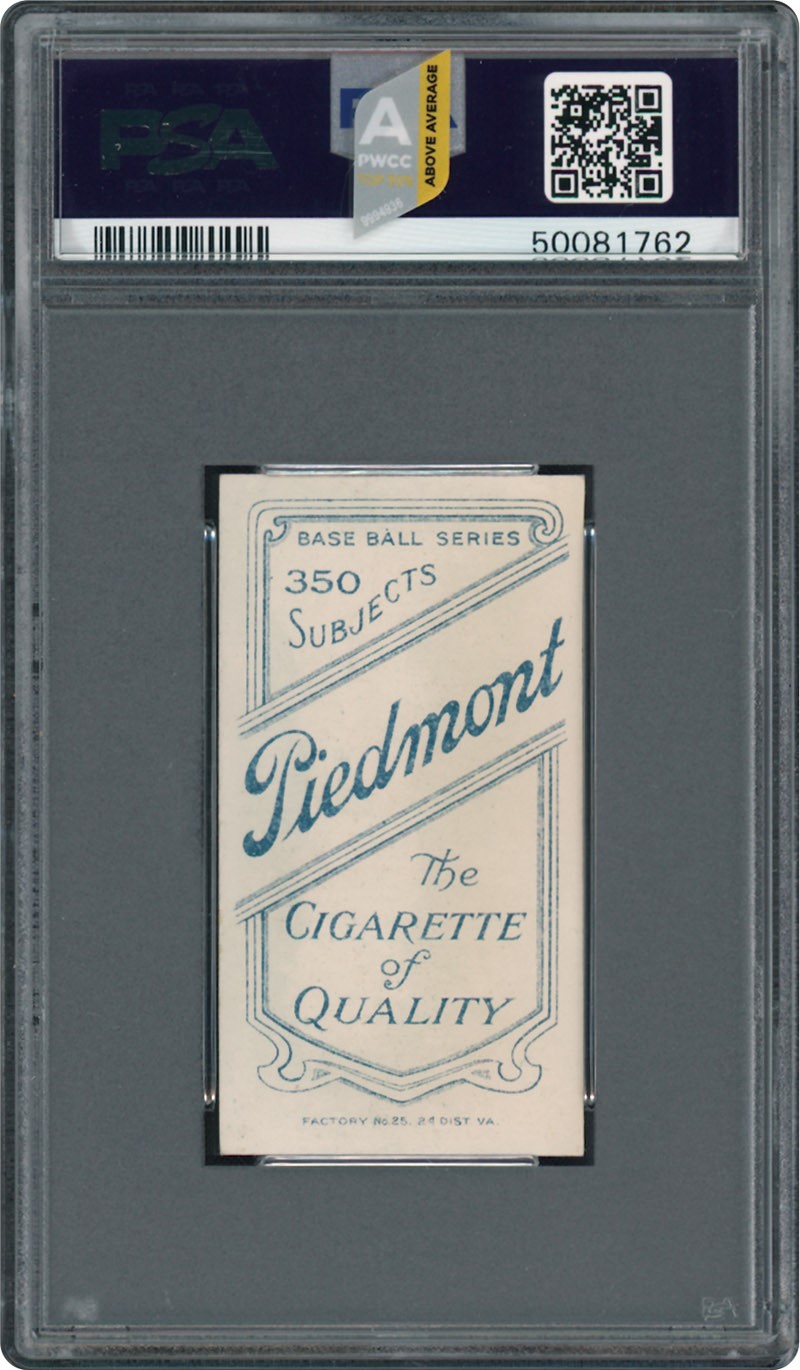 PSA
A
PWCC
ABOVE AVERAGE
9994936
50081762
BASE BALL SERIES
350
SUBJECTS
Piedmont
The
CIGARETTE
of
QUALITY
FACTORY No. 25. 2d DIST VA.